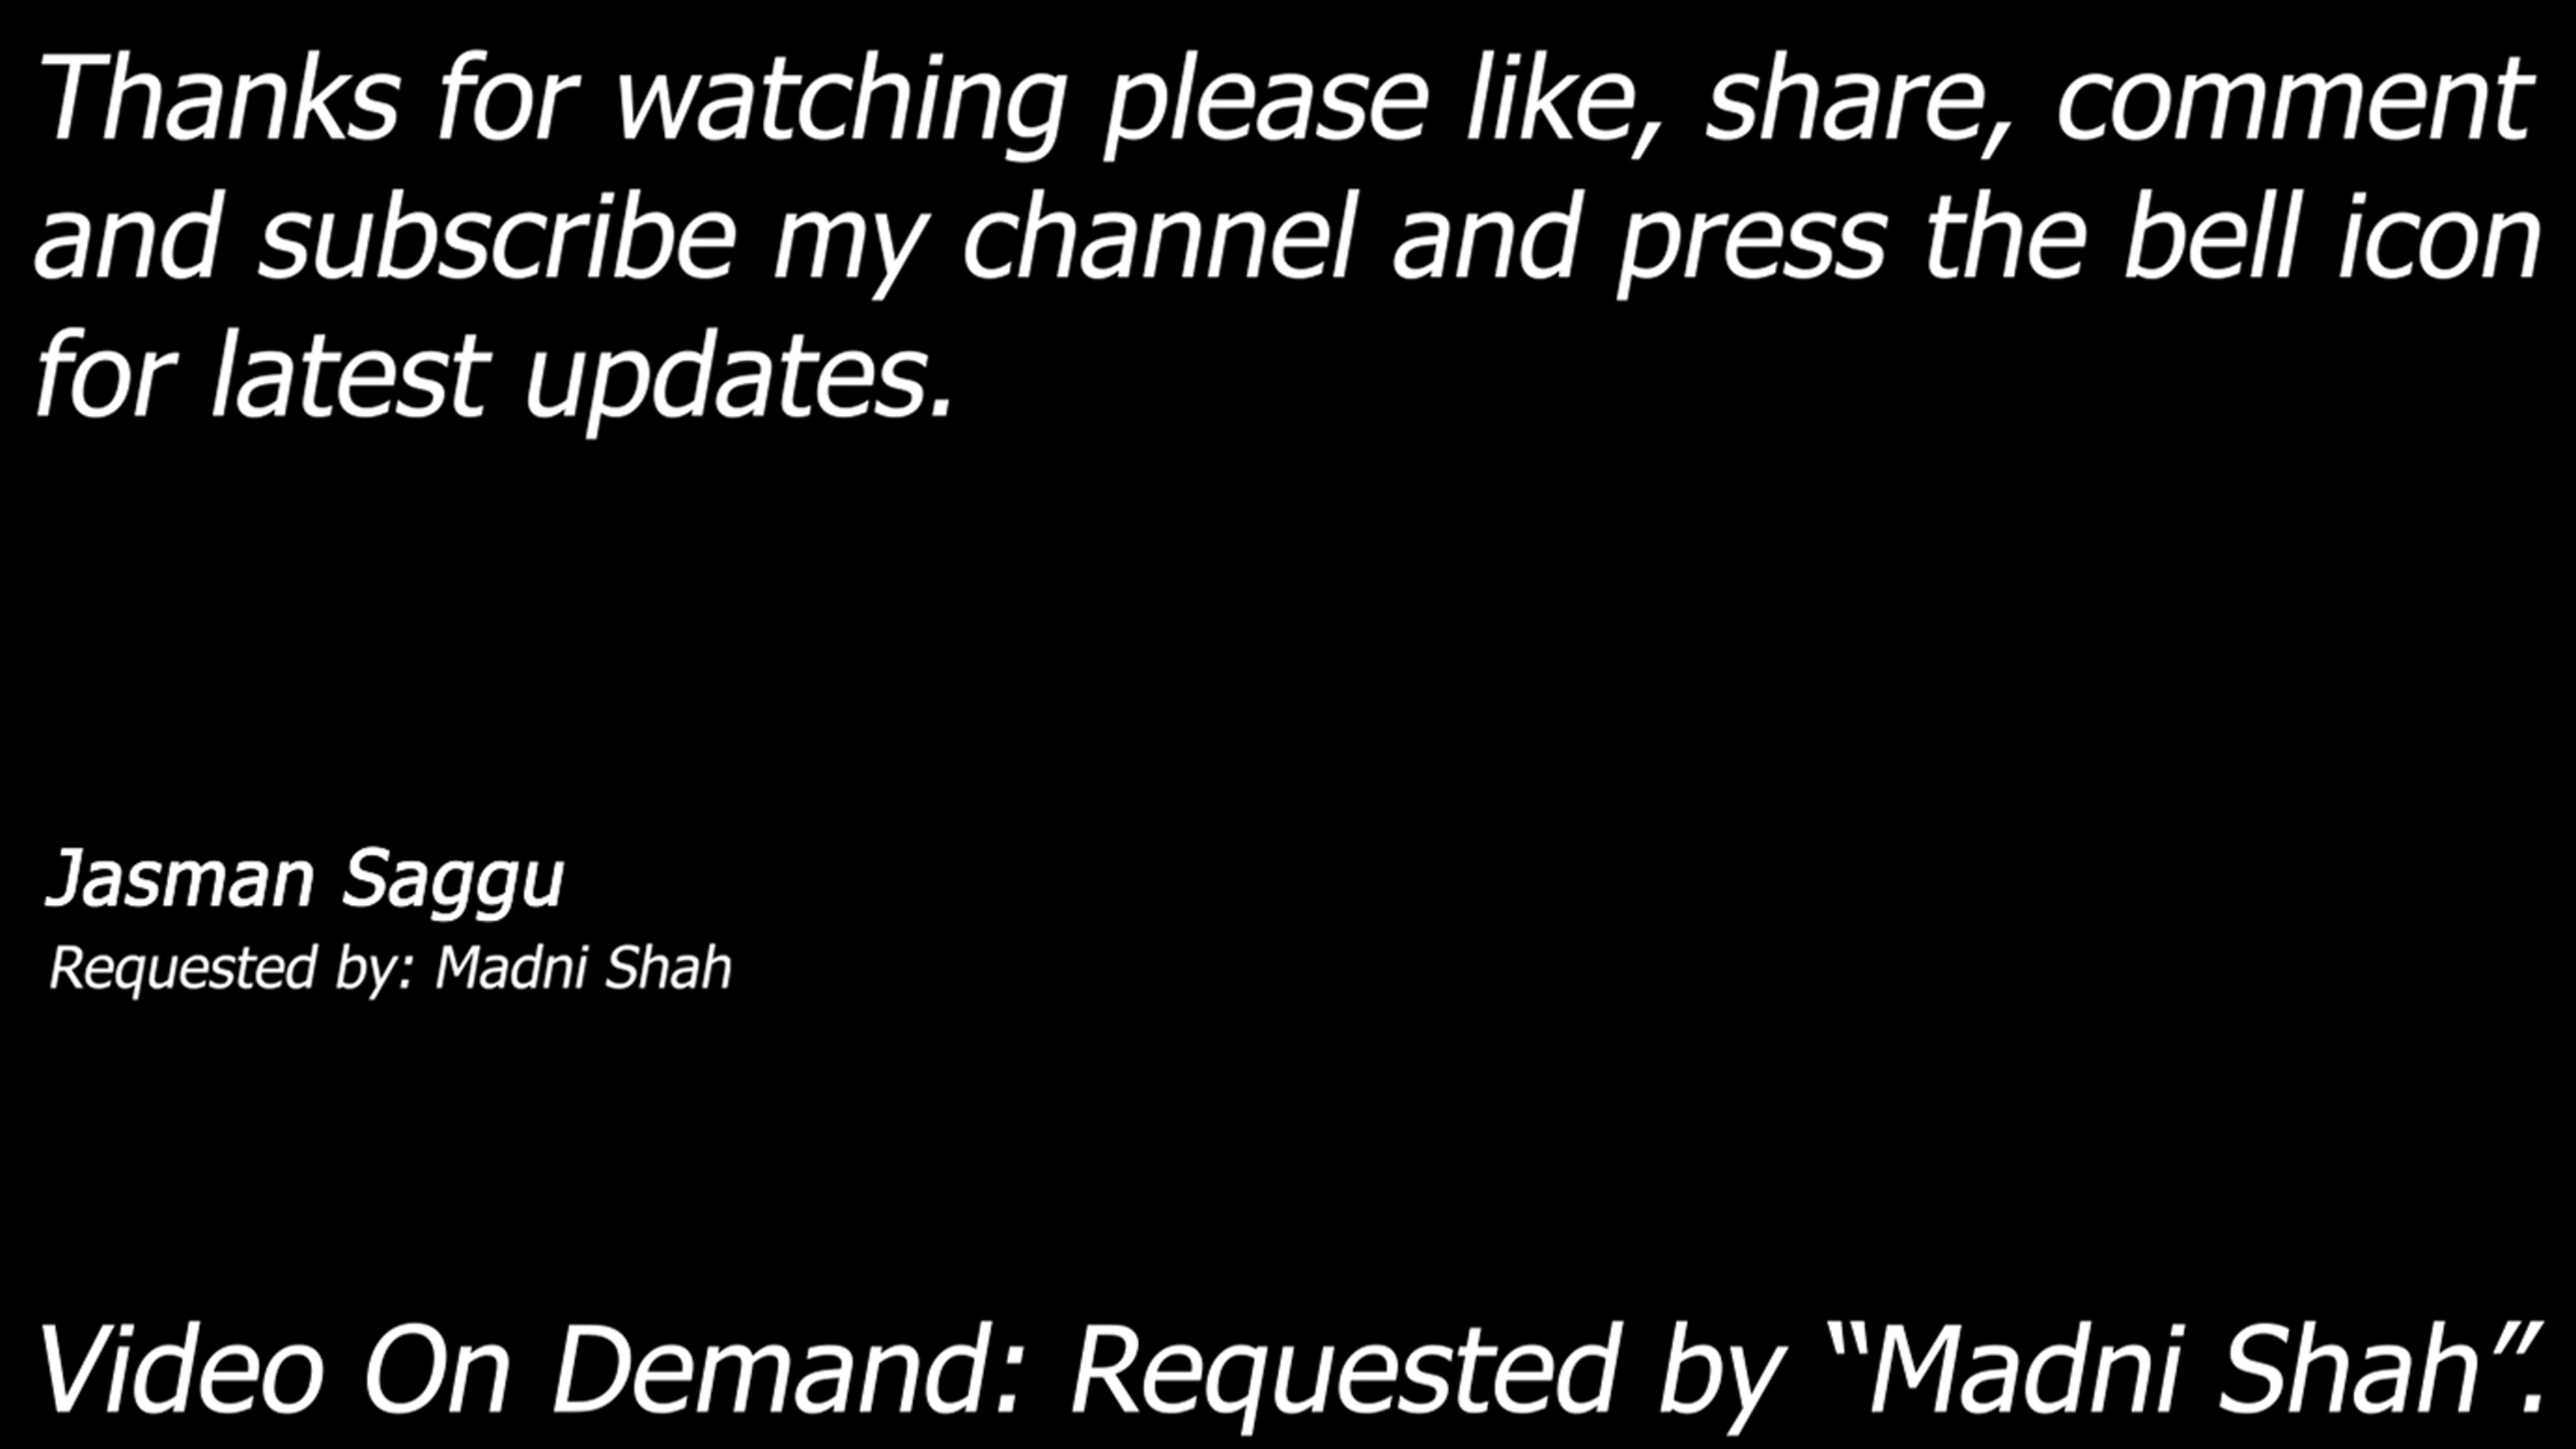 Thanks for watching please like, share, comment
and subscribe my channel and press the bell icon
for latest updates.
Jasman Saggu
Requested by: Madni Shah
Video On Demand: Requested by “Madni Shah”.